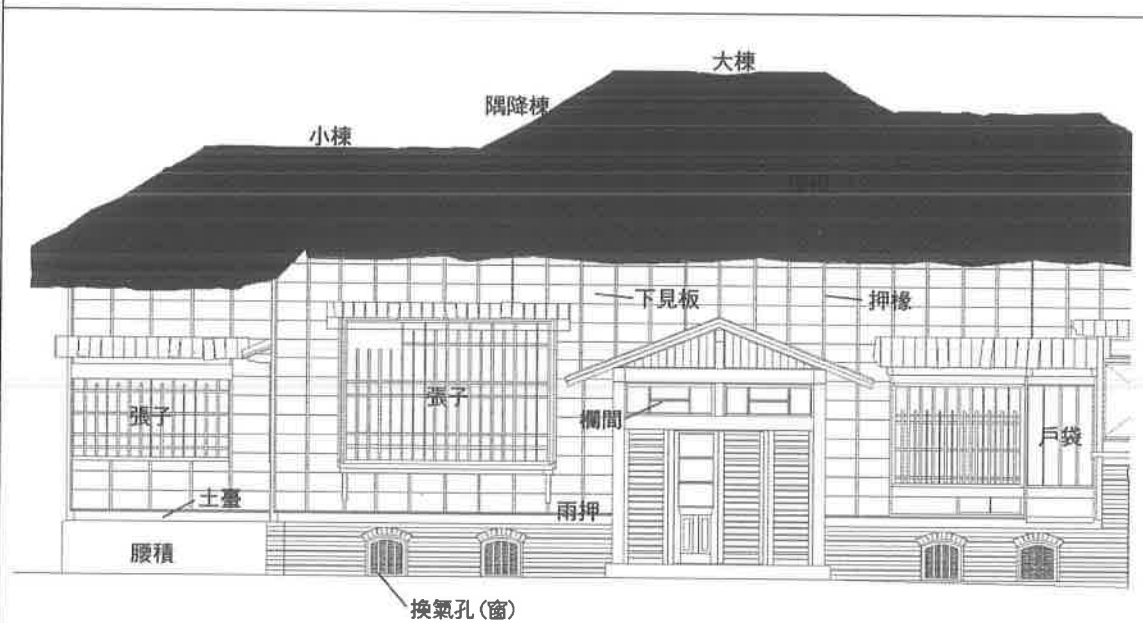 大棟
隅降棟
小棟
下見板
押椽
張子
張子
欄間
戶袋
土臺
雨押
腰積
換氣孔(窗)